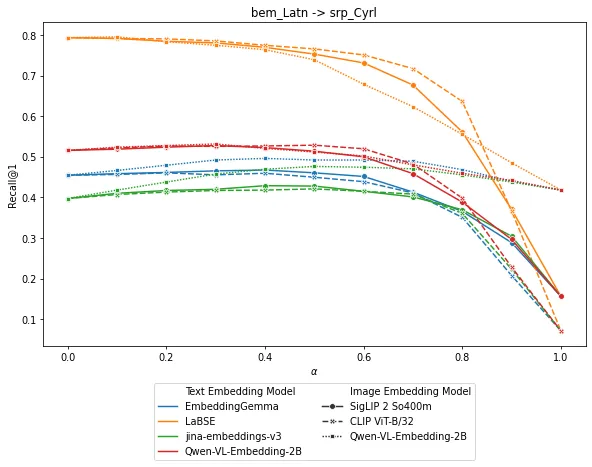 bem_Latn -> srp_Cyrl
Recall@1
0.8
0.7
0.6
0.5
0.4
0.3
0.2
0.1
0.0 0.2 0.4 0.6 0.8 1.0
α
Text Embedding Model Image Embedding Model
EmbeddingGemma SigLIP 2 So400m
LaBSE CLIP ViT-B/32
jina-embeddings-v3 Qwen-VL-Embedding-2B
Qwen-VL-Embedding-2B